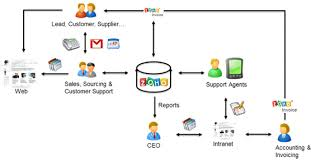 Lead, Customer, Supplier...
ZOHO
Invoice
Web
Sales, Sourcing &
Customer Support
ZOHO
Support Agents
ZOHO
Invoice
Reports
CEO
Intranet
Accounting &
Invoicing